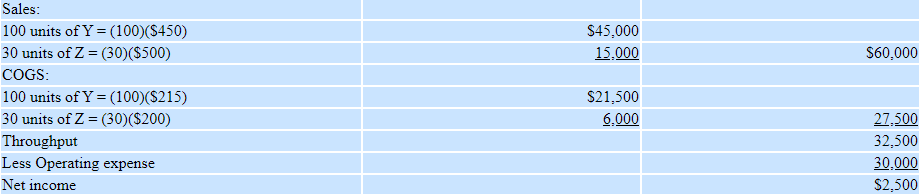 Sales:
100 units of Y = (100)($450) $45,000
30 units of Z = (30)($500) 15,000 $60,000
COGS:
100 units of Y = (100)($215) $21,500
30 units of Z = (30)($200) 6,000 27,500
Throughput 32,500
Less Operating expense 30,000
Net income $2,500